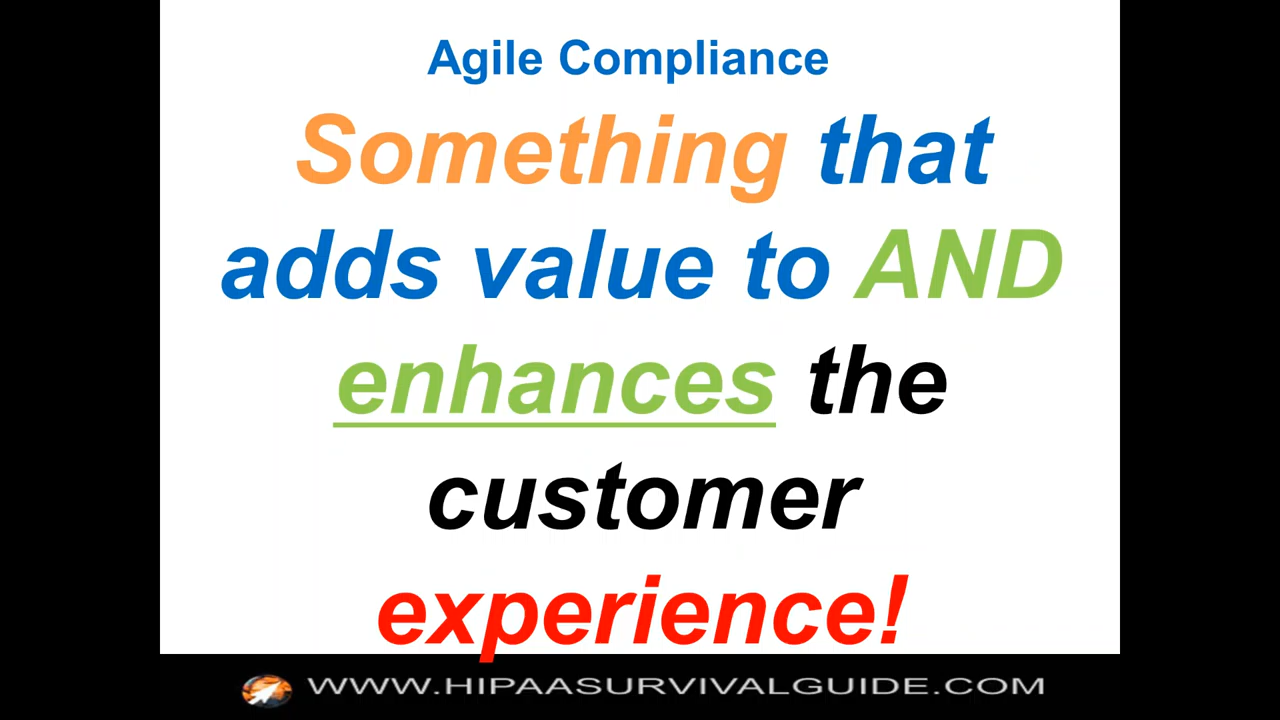 Agile Compliance
Something that
adds value to AND
enhances the
customer
experience!
WWW.HIPAASURVIVALGUIDE.COM